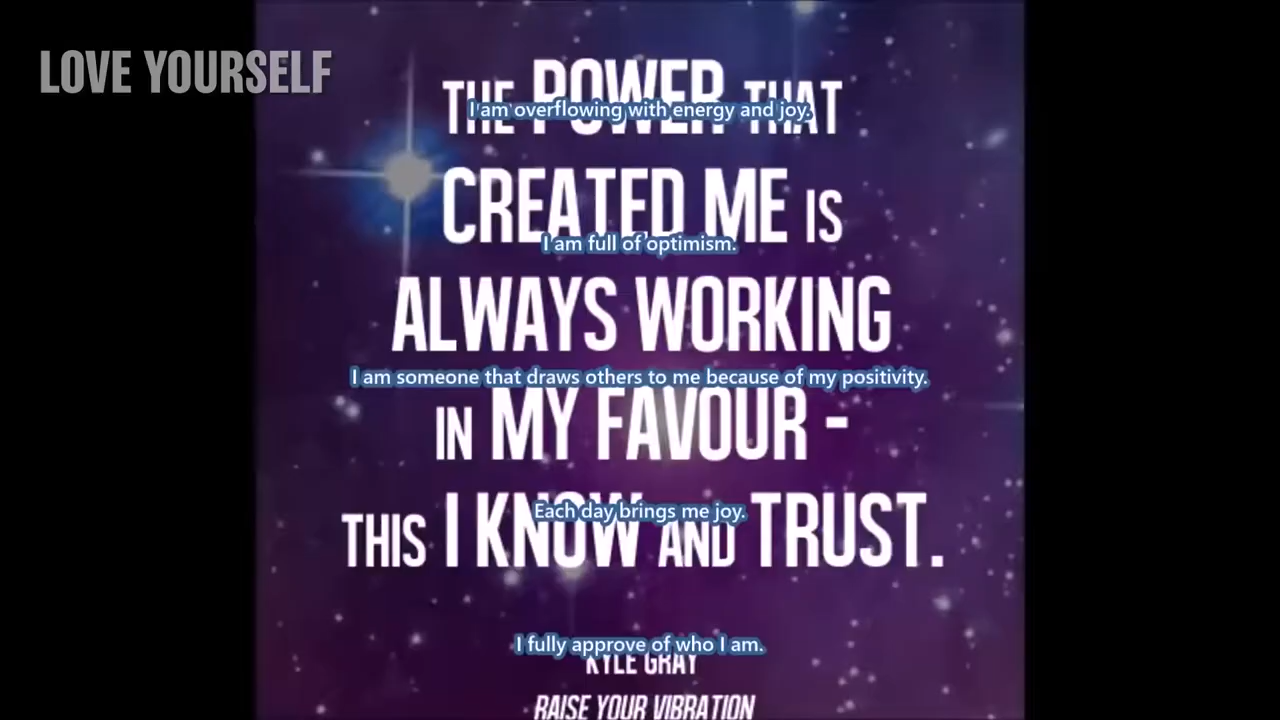 LOVE YOURSELF
THE POWER THAT
I am overflowing with energy and joy.
CREATED ME IS
I am full of optimism.
ALWAYS WORKING
I am someone that draws others to me because of my positivity.
IN MY FAVOUR -
Each day brings me joy.
THIS I KNOW AND TRUST.
I fully approve of who I am.
KYLE GRAY
RAISE YOUR VIBRATION